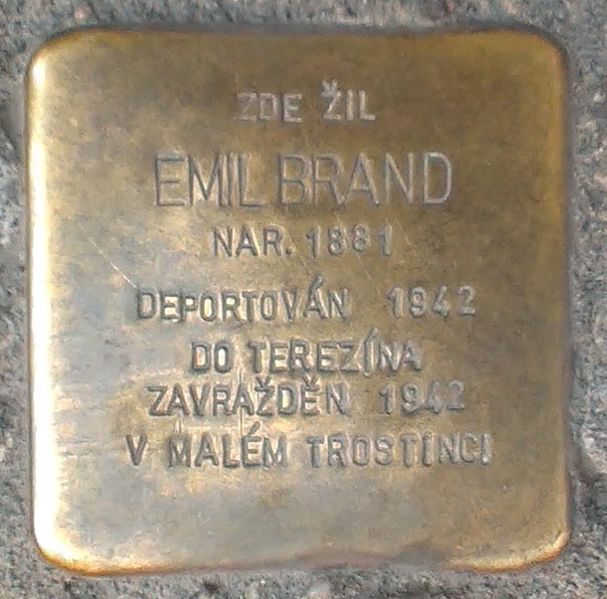 ZDE ŽIL
EMIL BRAND
NAR. 1881
DEPORTOVÁN 1942
DO TEREZÍNA
ZAVRAŽDĚN 1942
V MALÉM TROSTINCI